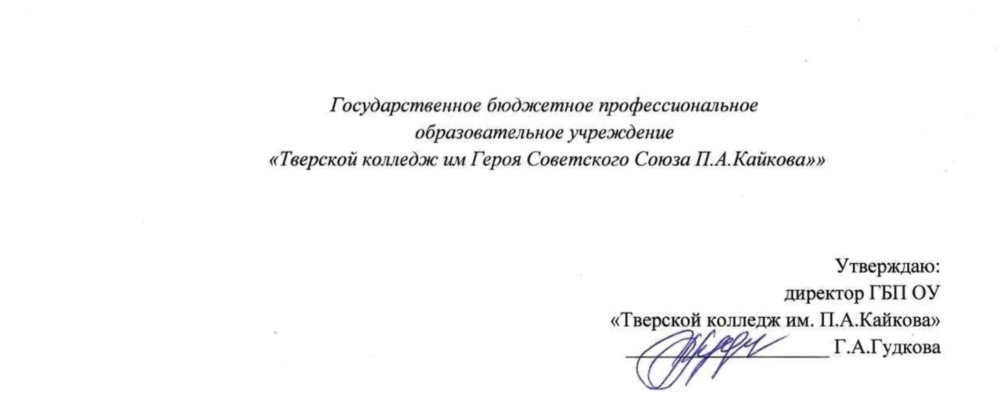 Государственное бюджетное профессиональное
образовательное учреждение
«Тверской колледж им Героя Советского Союза П.А.Кайкова»»
Утверждаю:
директор ГБП ОУ
«Тверской колледж им. П.А.Кайкова»
Г.А.Гудкова